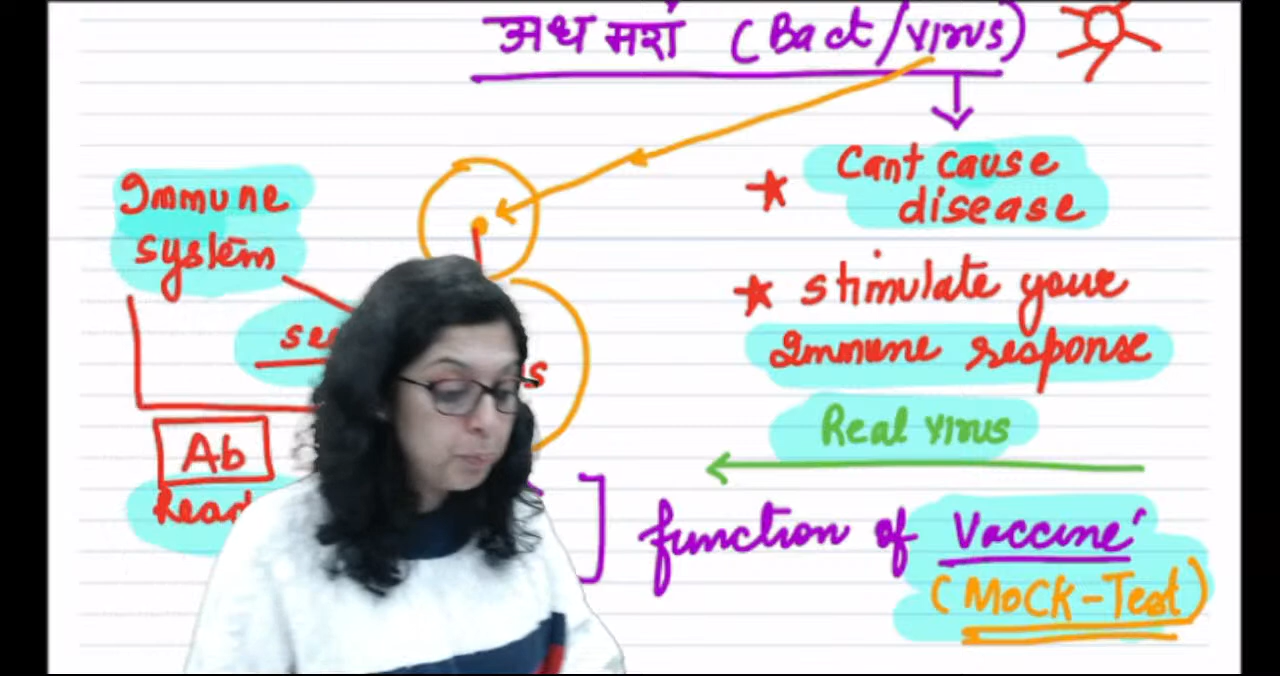 अध मरा (Bact/virus)
Cant cause
disease
Immune
system
stimulate your
Immune response
Real virus
Ab
function of Vaccine
(MoCK-Test)